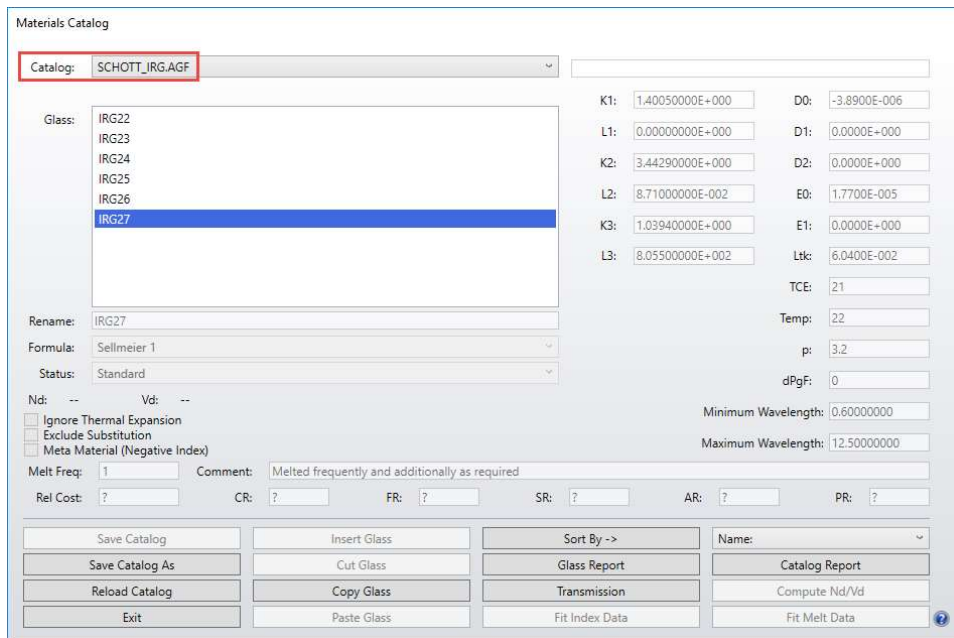 Materials Catalog
Catalog: SCHOTT_IRG.AGF
Glass: IRG22
IRG23
IRG24
IRG25
IRG26
IRG27
K1: 1.40050000E+000 D0: -3.8900E-006
L1: 0.00000000E+000 D1: 0.0000E+000
K2: 3.44290000E+000 D2: 0.0000E+000
L2: 8.71000000E-002 E0: 1.7700E-005
K3: 1.03940000E+000 E1: 0.0000E+000
L3: 8.05500000E+002 Ltk: 6.0400E-002
TCE: 21
Rename: IRG27 Temp: 22
Formula: Sellmeier 1 p: 3.2
Status: Standard dPgF: 0
Nd: -- Vd: --
Ignore Thermal Expansion Minimum Wavelength: 0.60000000
Exclude Substitution
Meta Material (Negative Index) Maximum Wavelength: 12.50000000
Melt Freq: 1 Comment: Melted frequently and additionally as required
Rel Cost: ? CR: ? FR: ? SR: ? AR: ? PR: ?
Save Catalog Insert Glass Sort By -> Name:
Save Catalog As Cut Glass Glass Report Catalog Report
Reload Catalog Copy Glass Transmission Compute Nd/Vd
Exit Paste Glass Fit Index Data Fit Melt Data ?